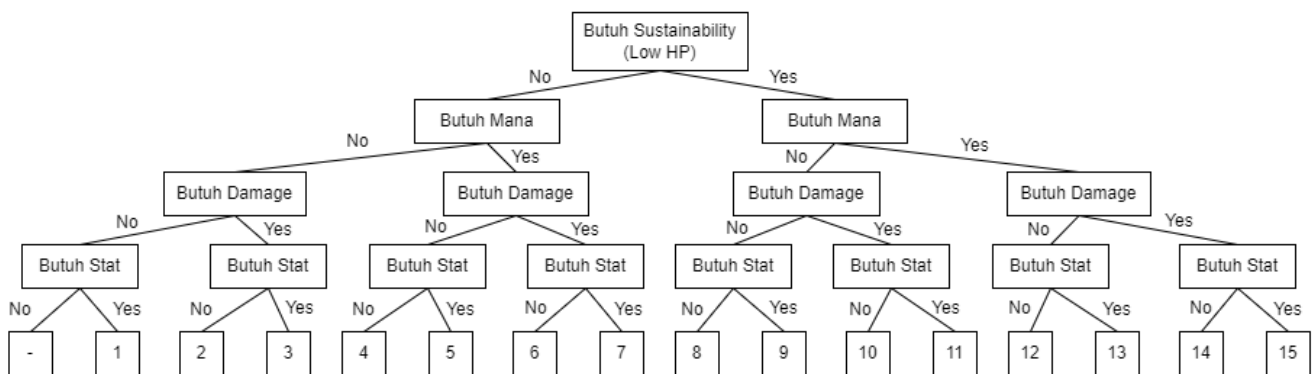 Butuh Sustainability
(Low HP)
No
Yes
Butuh Mana
Butuh Mana
No
Yes
No
Yes
Butuh Damage
Butuh Damage
Butuh Damage
Butuh Damage
No
Yes
No
Yes
No
Yes
No
Yes
Butuh Stat
Butuh Stat
Butuh Stat
Butuh Stat
Butuh Stat
Butuh Stat
Butuh Stat
Butuh Stat
No
Yes
No
Yes
No
Yes
No
Yes
No
Yes
No
Yes
No
Yes
No
Yes
-
1
2
3
4
5
6
7
8
9
10
11
12
13
14
15